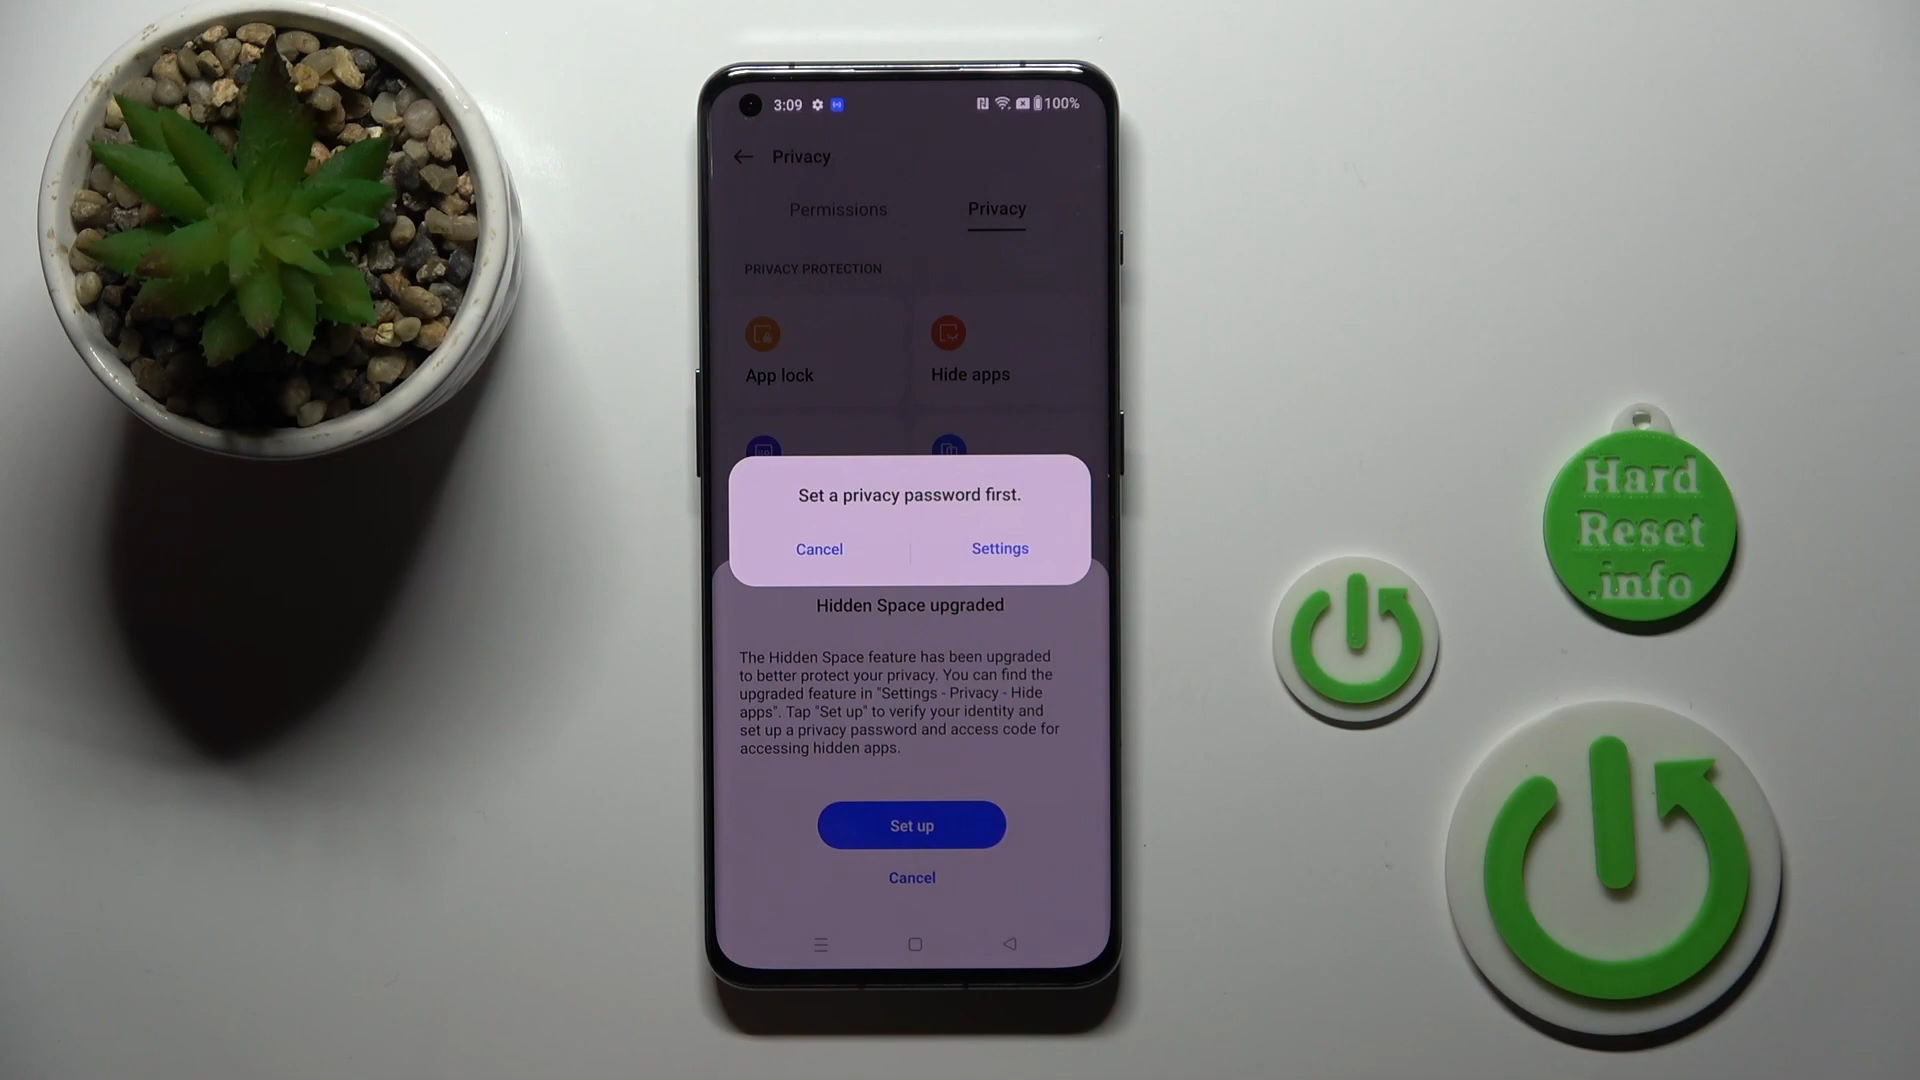 3:09
100%
Privacy
Permissions
Privacy
PRIVACY PROTECTION
App lock
Hide apps
Set a privacy password first.
Cancel
Settings
Hidden Space upgraded
The Hidden Space feature has been upgraded
to better protect your privacy. You can find the
upgraded feature in "Settings - Privacy - Hide
apps". Tap "Set up" to verify your identity and
set up a privacy password and access code for
accessing hidden apps.
Set up
Cancel
Hard
Reset
.info